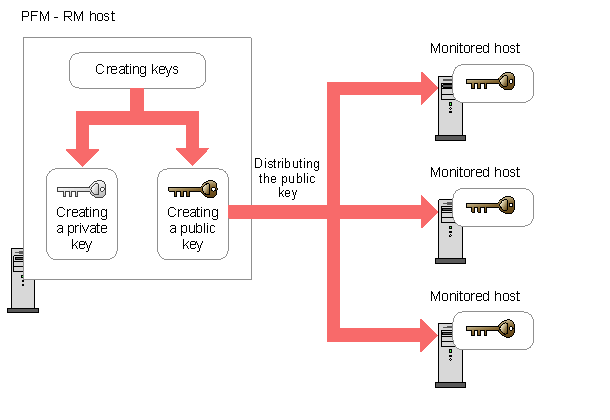 PFM - RM host
Creating keys
Creating
a private
key
Creating
a public
key
Distributing
the public
key
Monitored host
Monitored host
Monitored host